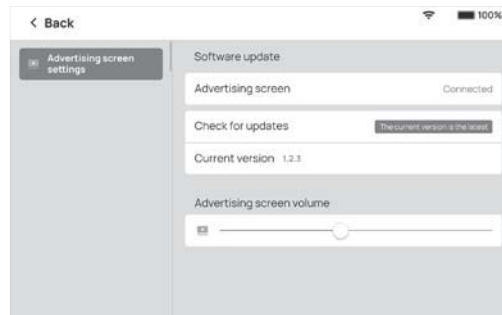 Back
100%
Advertising screen
settings
Software update
Advertising screen
Connected
Check for updates
The current version is the latest
Current version 1.2.3
Advertising screen volume